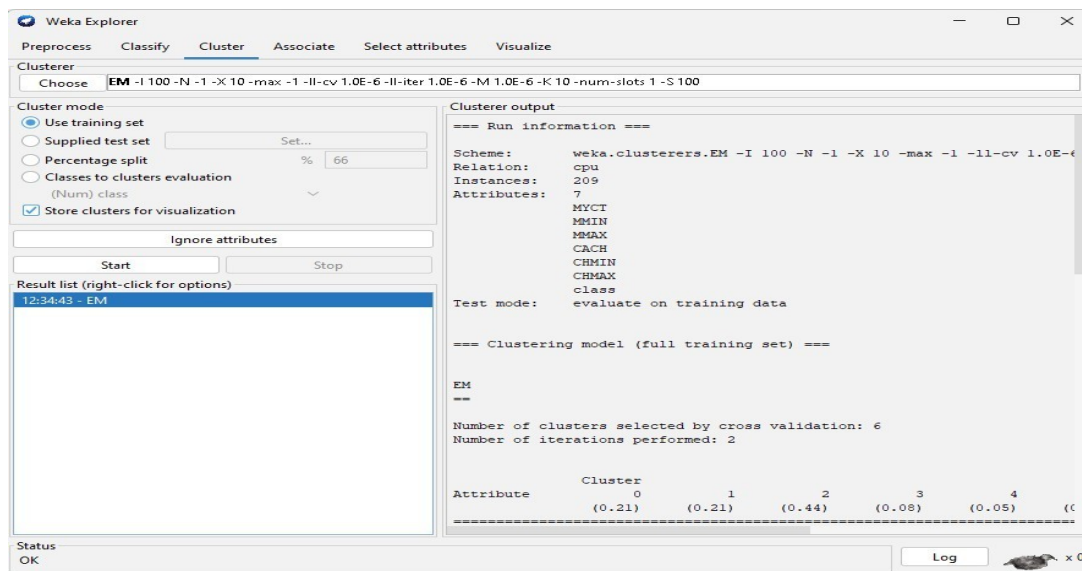 Weka Explorer
Preprocess Classify Cluster Associate Select attributes Visualize
Clusterer
Choose EM -I 100 -N -1 -X 10 -max -1 -ll-cv 1.0E-6 -ll-iter 1.0E-6 -M 1.0E-6 -K 10 -num-slots 1 -S 100
Cluster mode
Use training set
Supplied test set Set...
Percentage split % 66
Classes to clusters evaluation
(Num) class
Store clusters for visualization
Ignore attributes
Start Stop
Result list (right-click for options)
12:34:43 - EM
Clusterer output
=== Run information ===
Scheme: weka.clusterers.EM -I 100 -N -1 -X 10 -max -1 -ll-cv 1.0E-6
Relation: cpu
Instances: 209
Attributes: 7
MYCT
MMIN
MMAX
CACH
CHMIN
CHMAX
class
Test mode: evaluate on training data
=== Clustering model (full training set) ===
EM
==
Number of clusters selected by cross validation: 6
Number of iterations performed: 2
Cluster
Attribute 0 1 2 3 4
(0.21) (0.21) (0.44) (0.08) (0.05) (0
Status
OK
Log x 0